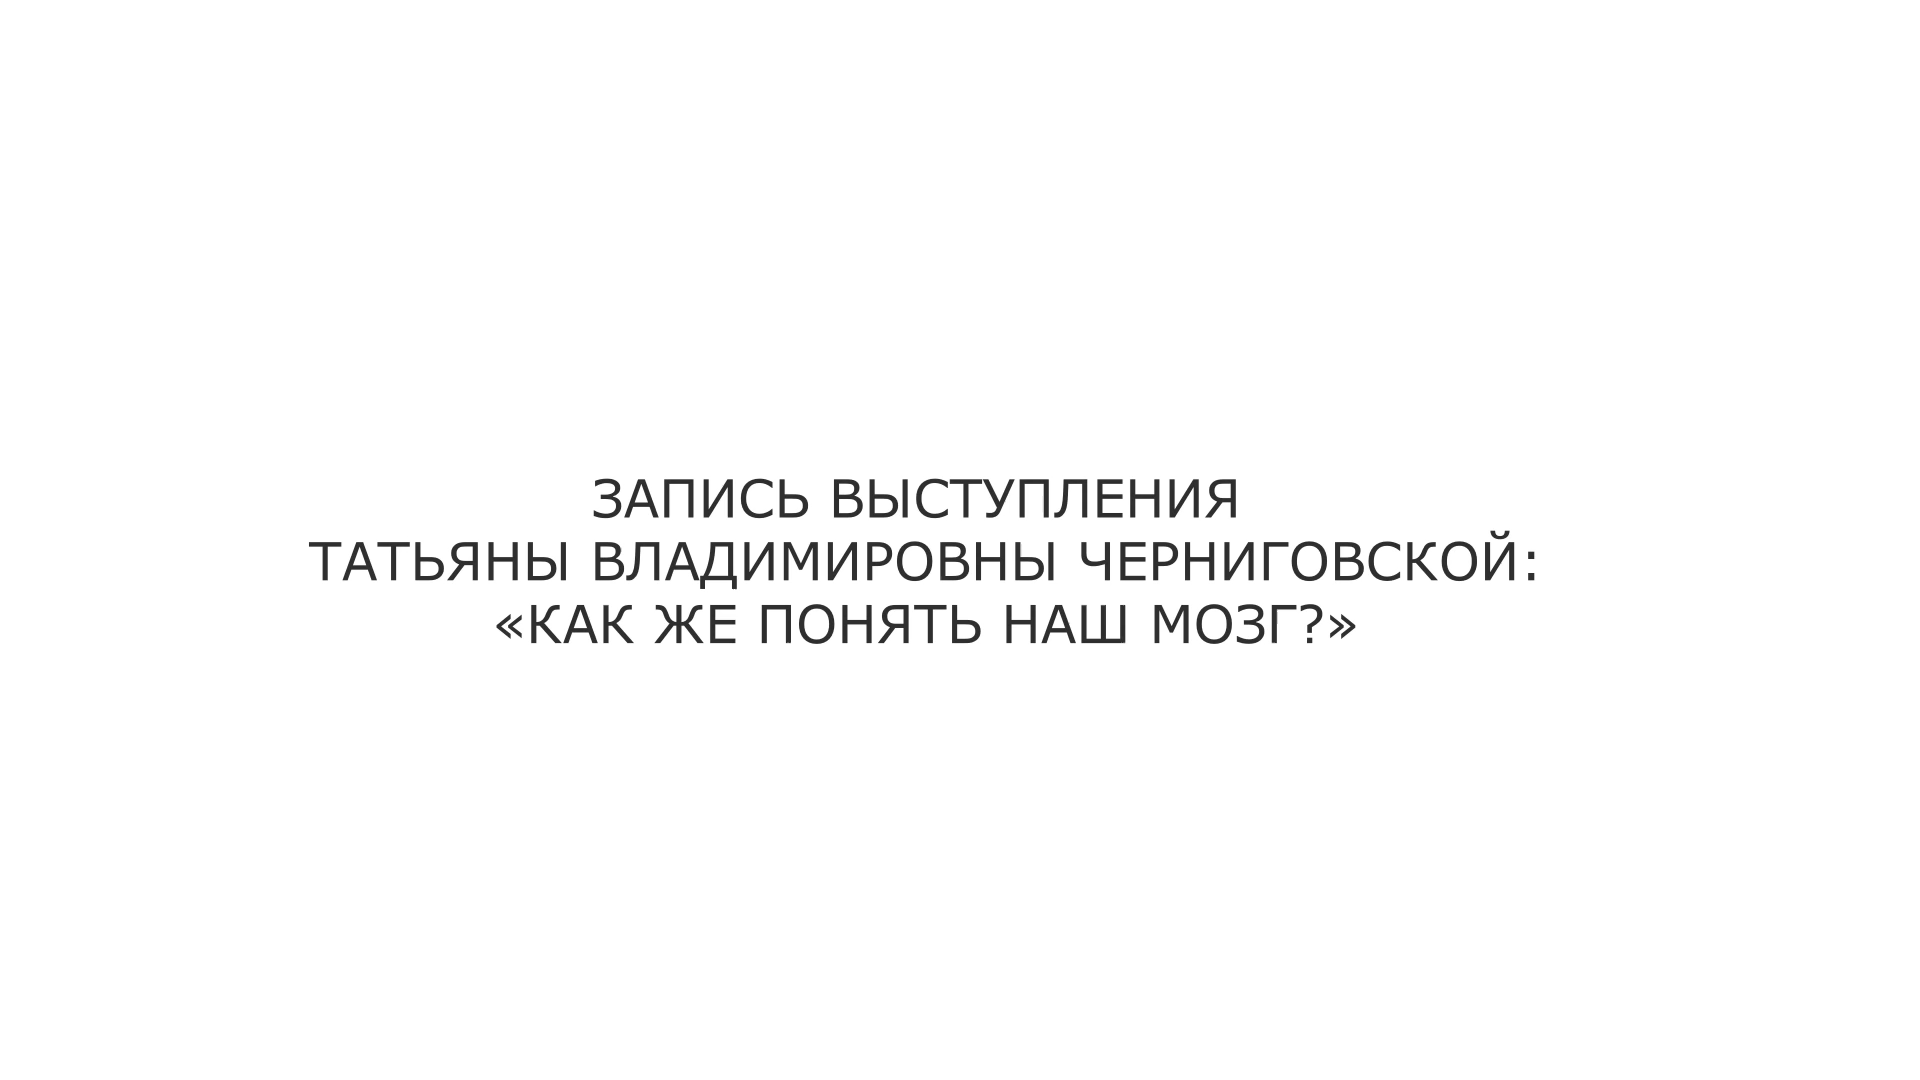 ЗАПИСЬ ВЫСТУПЛЕНИЯ
ТАТЬЯНЫ ВЛАДИМИРОВНЫ ЧЕРНИГОВСКОЙ:
«КАК ЖЕ ПОНЯТЬ НАШ МОЗГ?»